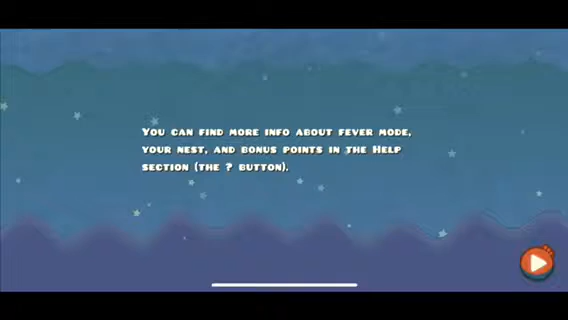 You can find more info about fever mode,
your nest, and bonus points in the Help
section (the ? button).